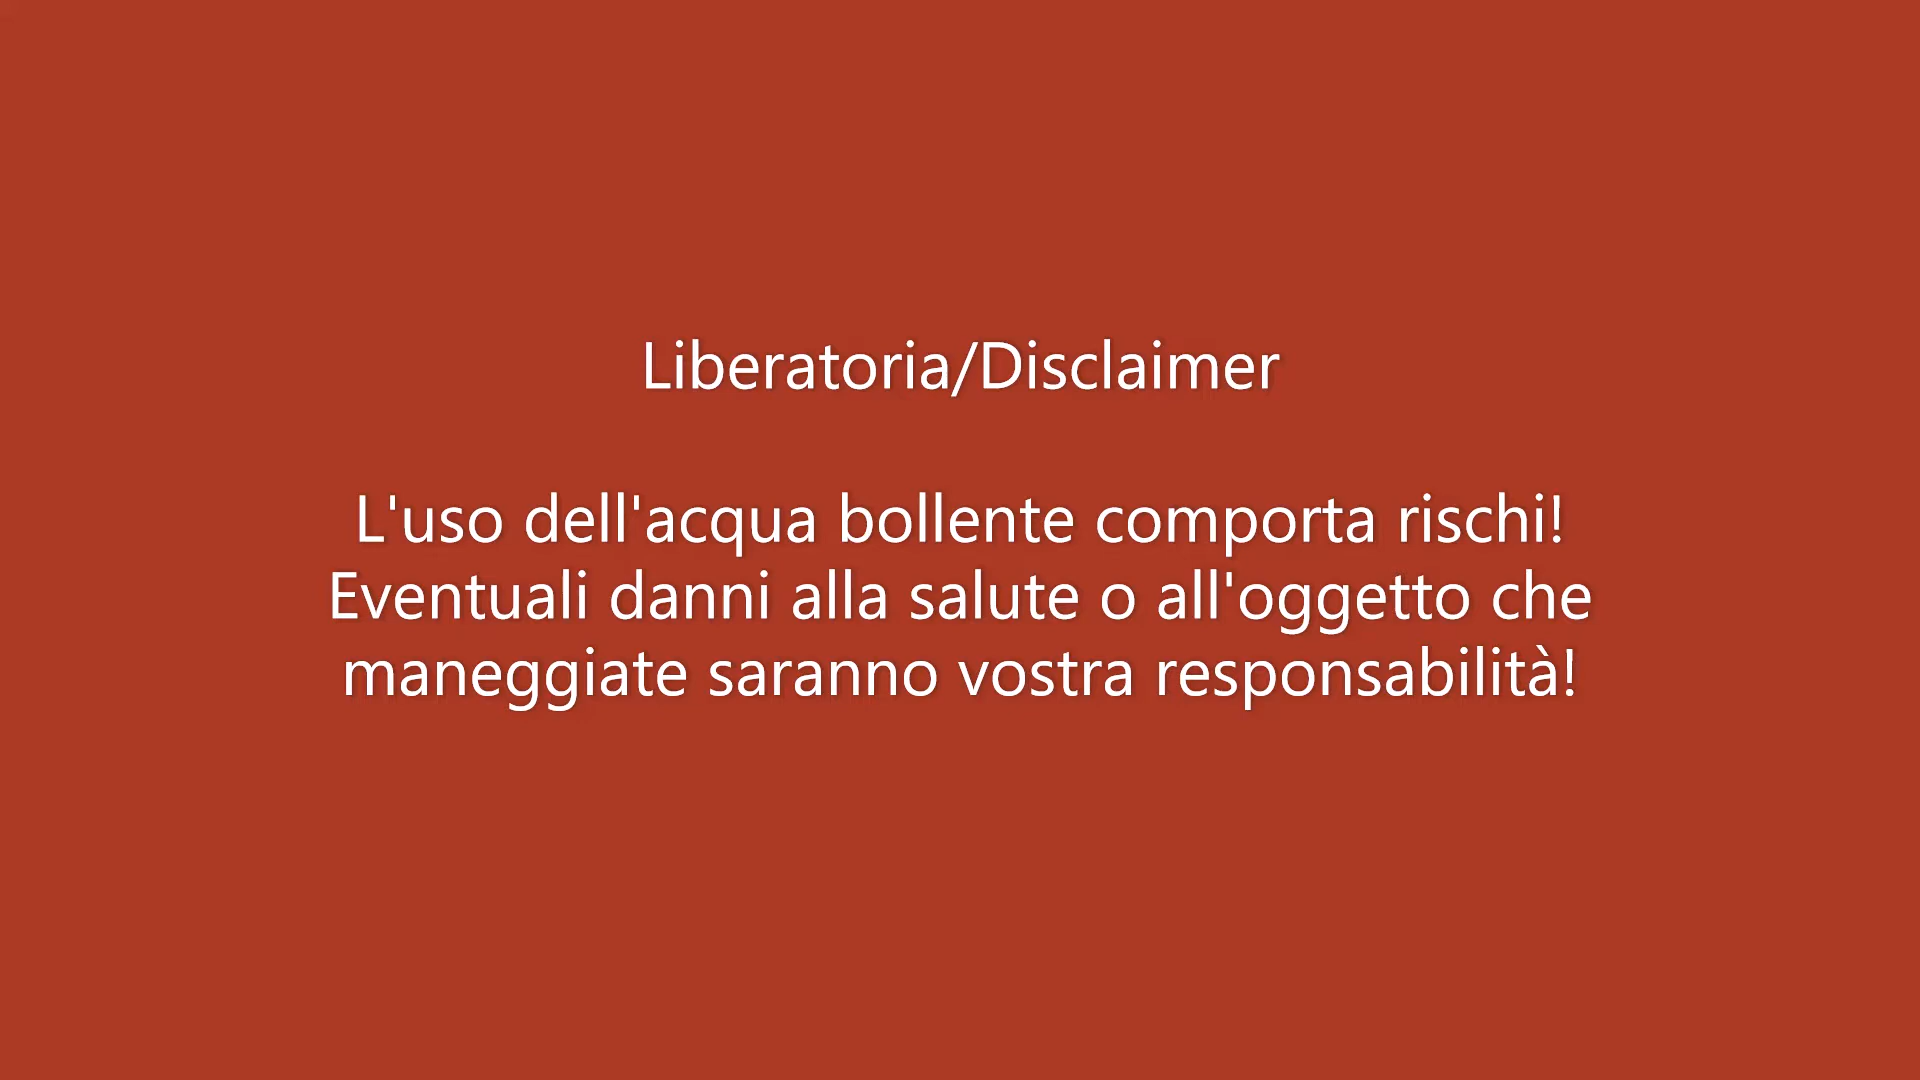 Liberatoria/Disclaimer
L'uso dell'acqua bollente comporta rischi!
Eventuali danni alla salute o all'oggetto che
maneggiate saranno vostra responsabilità!